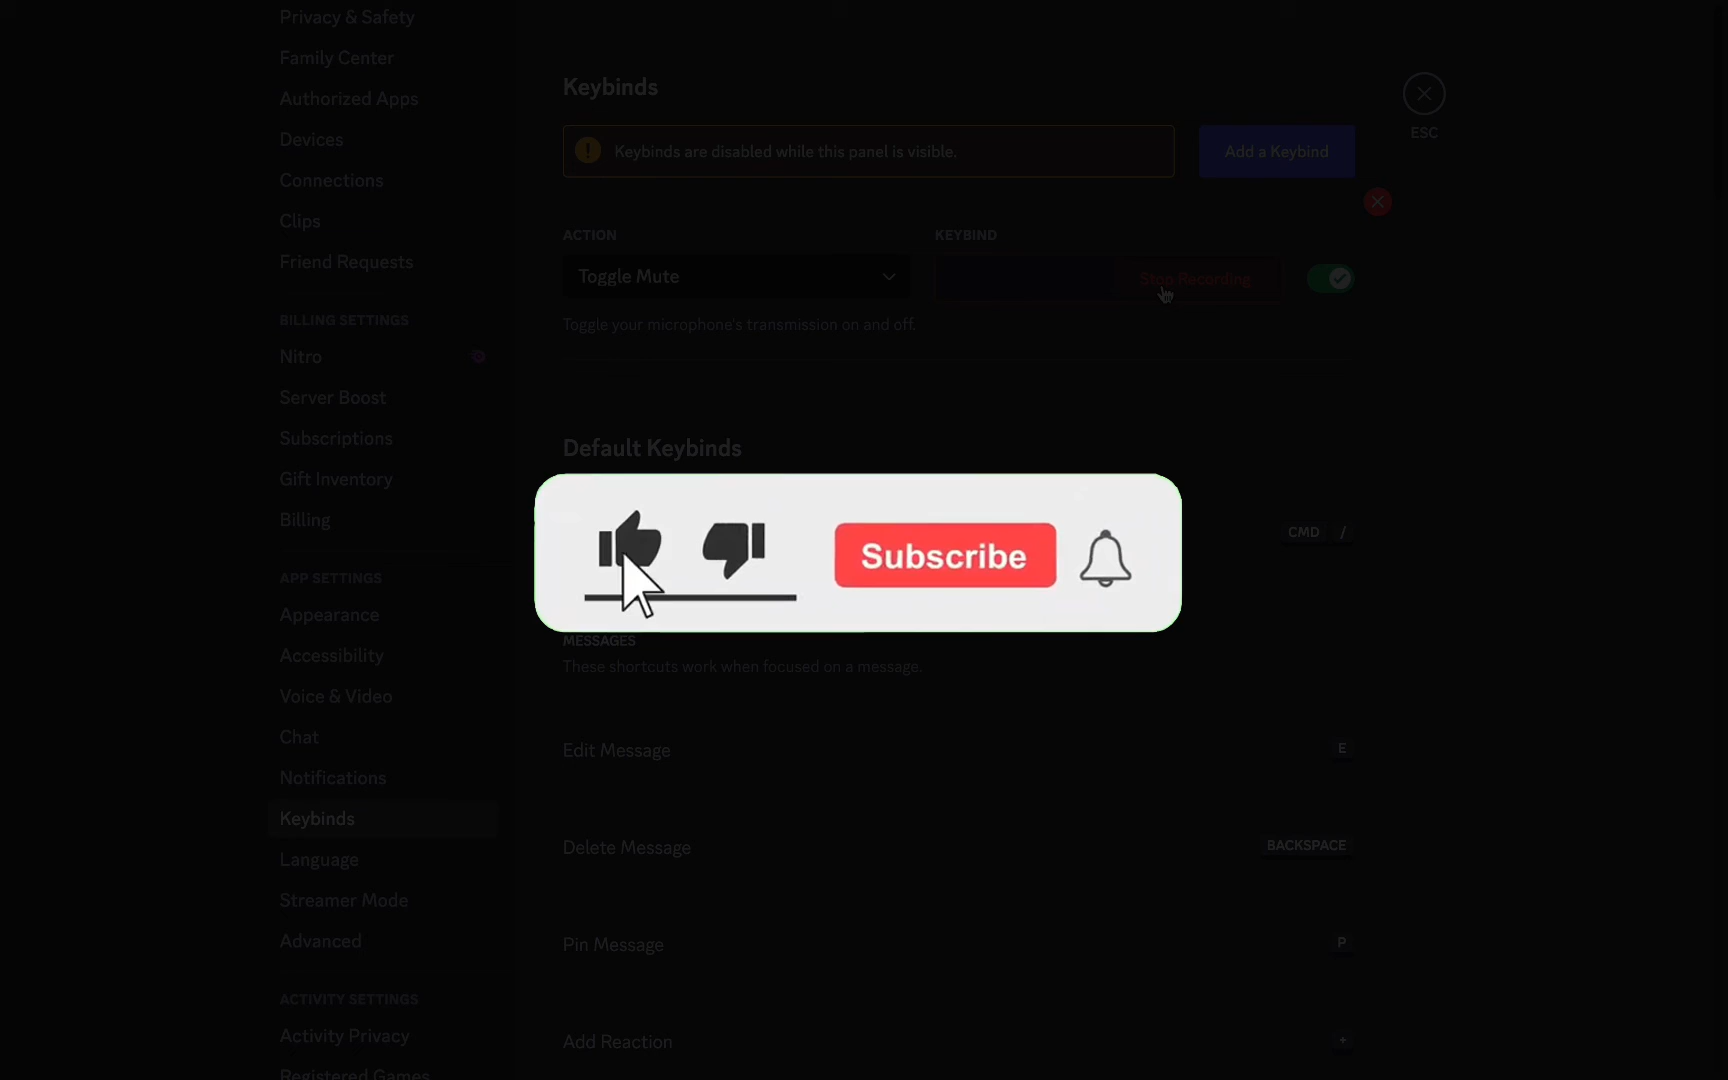 Privacy & Safety
Family Center
Authorized Apps
Devices
Connections
Clips
Friend Requests
BILLING SETTINGS
Nitro
Server Boost
Subscriptions
Gift Inventory
Billing
APP SETTINGS
Appearance
Accessibility
Voice & Video
Chat
Notifications
Keybinds
Language
Streamer Mode
Advanced
ACTIVITY SETTINGS
Activity Privacy
Registered Games
Keybinds
Keybinds are disabled while this panel is visible.
Add a Keybind
ESC
ACTION
KEYBIND
Toggle Mute
Stop Recording
Toggle your microphone's transmission on and off.
Default Keybinds
CMD /
Subscribe
MESSAGES
These shortcuts work when focused on a message.
Edit Message
E
Delete Message
BACKSPACE
Pin Message
P
Add Reaction
+